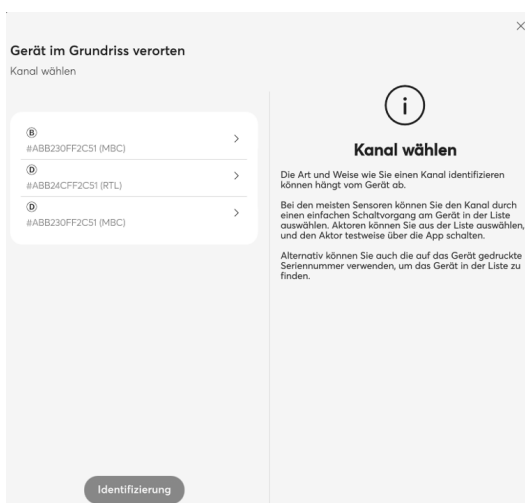 Gerät im Grundriss verorten
Kanal wählen
Ⓑ
#ABB230FF2C51 (MBC)
Ⓓ
#ABB24CFF2C51 (RTL)
Ⓓ
#ABB230FF2C51 (MBC)
Identifizierung
i
Kanal wählen
Die Art und Weise wie Sie einen Kanal identifizieren
können hängt vom Gerät ab.
Bei den meisten Sensoren können Sie den Kanal durch
einen einfachen Schaltvorgang am Gerät in der Liste
auswählen. Aktoren können Sie aus der Liste auswählen,
und den Aktor testweise über die App schalten.
Alternativ können Sie auch die auf das Gerät gedruckte
Seriennummer verwenden, um das Gerät in der Liste zu
finden.